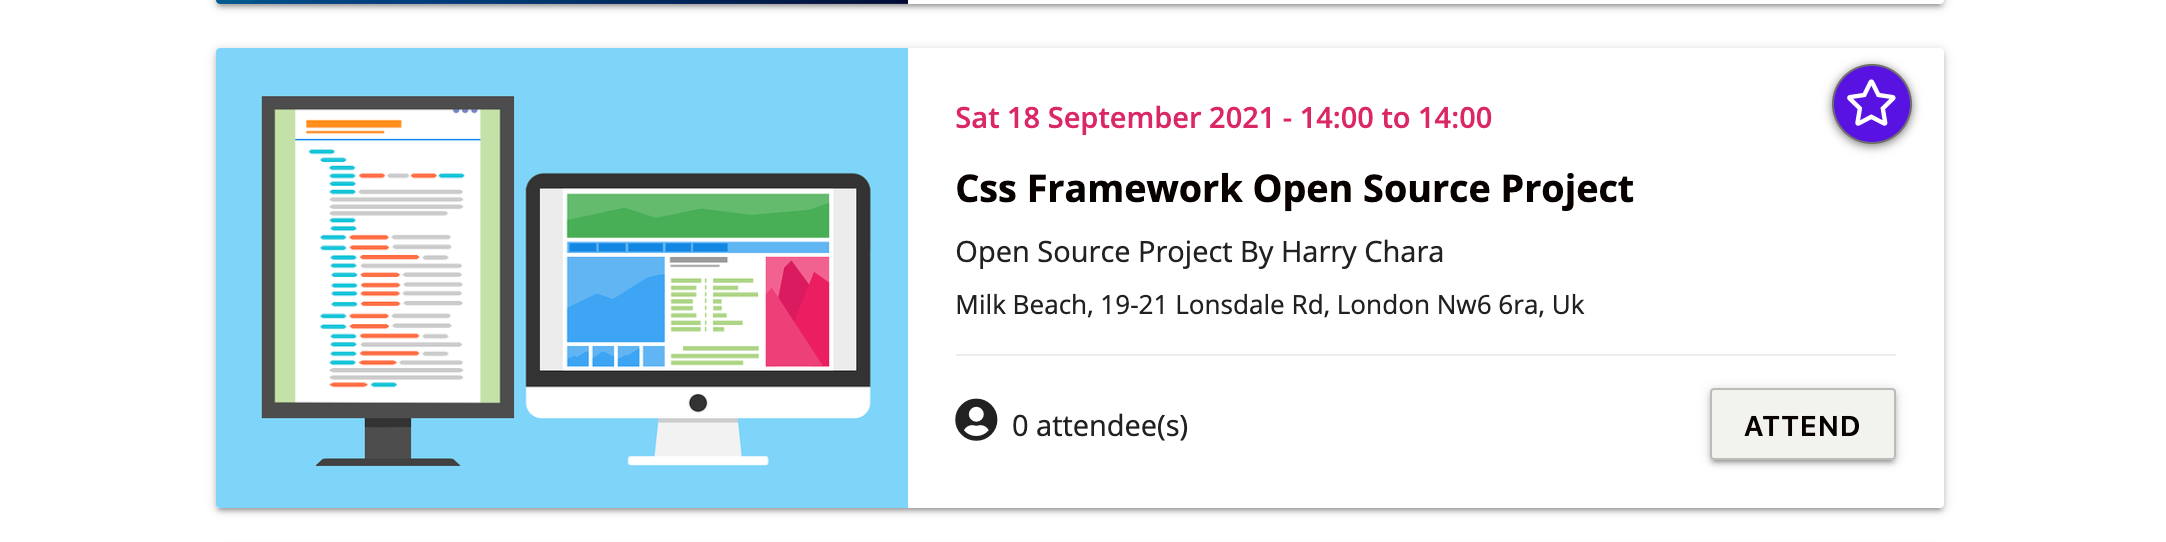 Sat 18 September 2021 - 14:00 to 14:00
Css Framework Open Source Project
Open Source Project By Harry Chara
Milk Beach, 19-21 Lonsdale Rd, London Nw6 6ra, Uk
0 attendee(s)
ATTEND